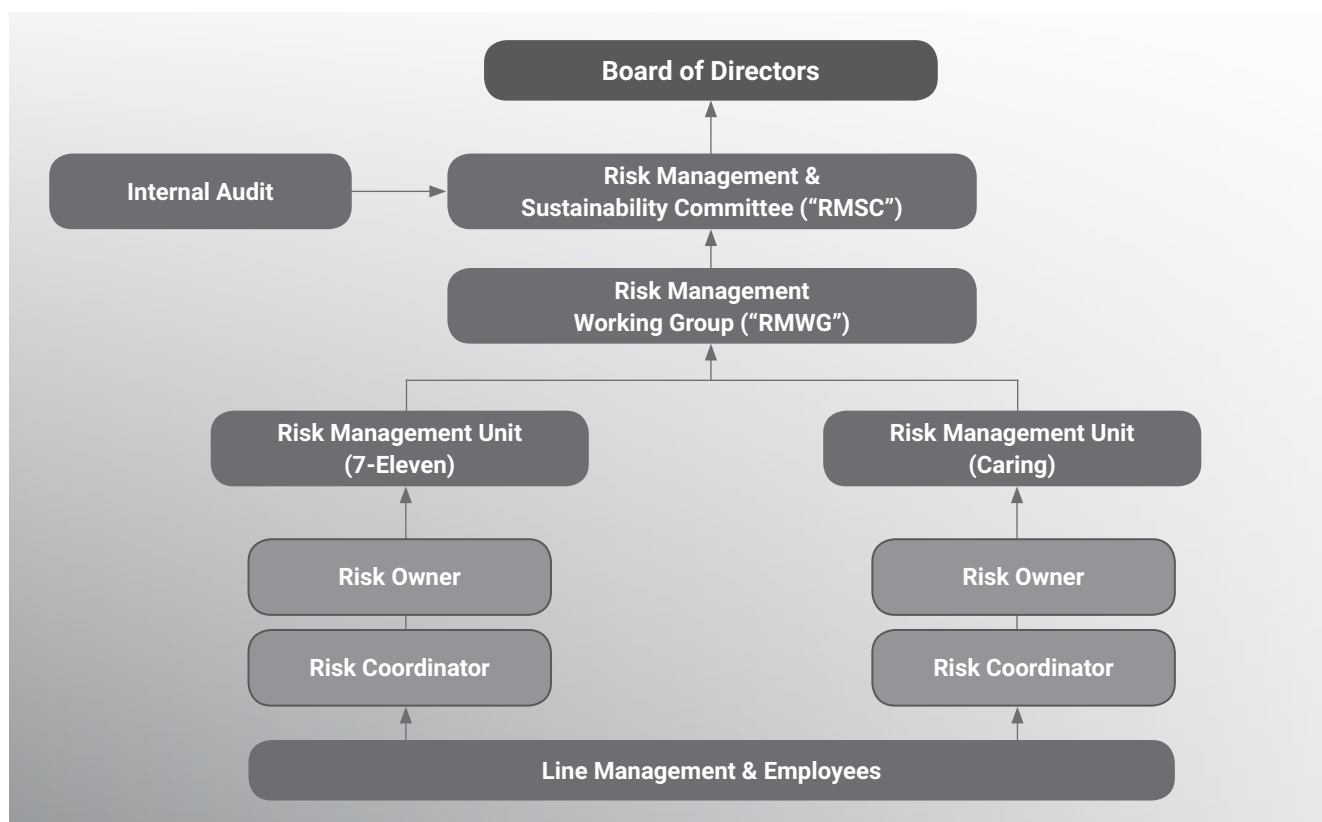 Board of Directors
Internal Audit
Risk Management &
Sustainability Committee (“RMSC”)
Risk Management
Working Group (“RMWG”)
Risk Management Unit
(7-Eleven)
Risk Management Unit
(Caring)
Risk Owner
Risk Owner
Risk Coordinator
Risk Coordinator
Line Management & Employees